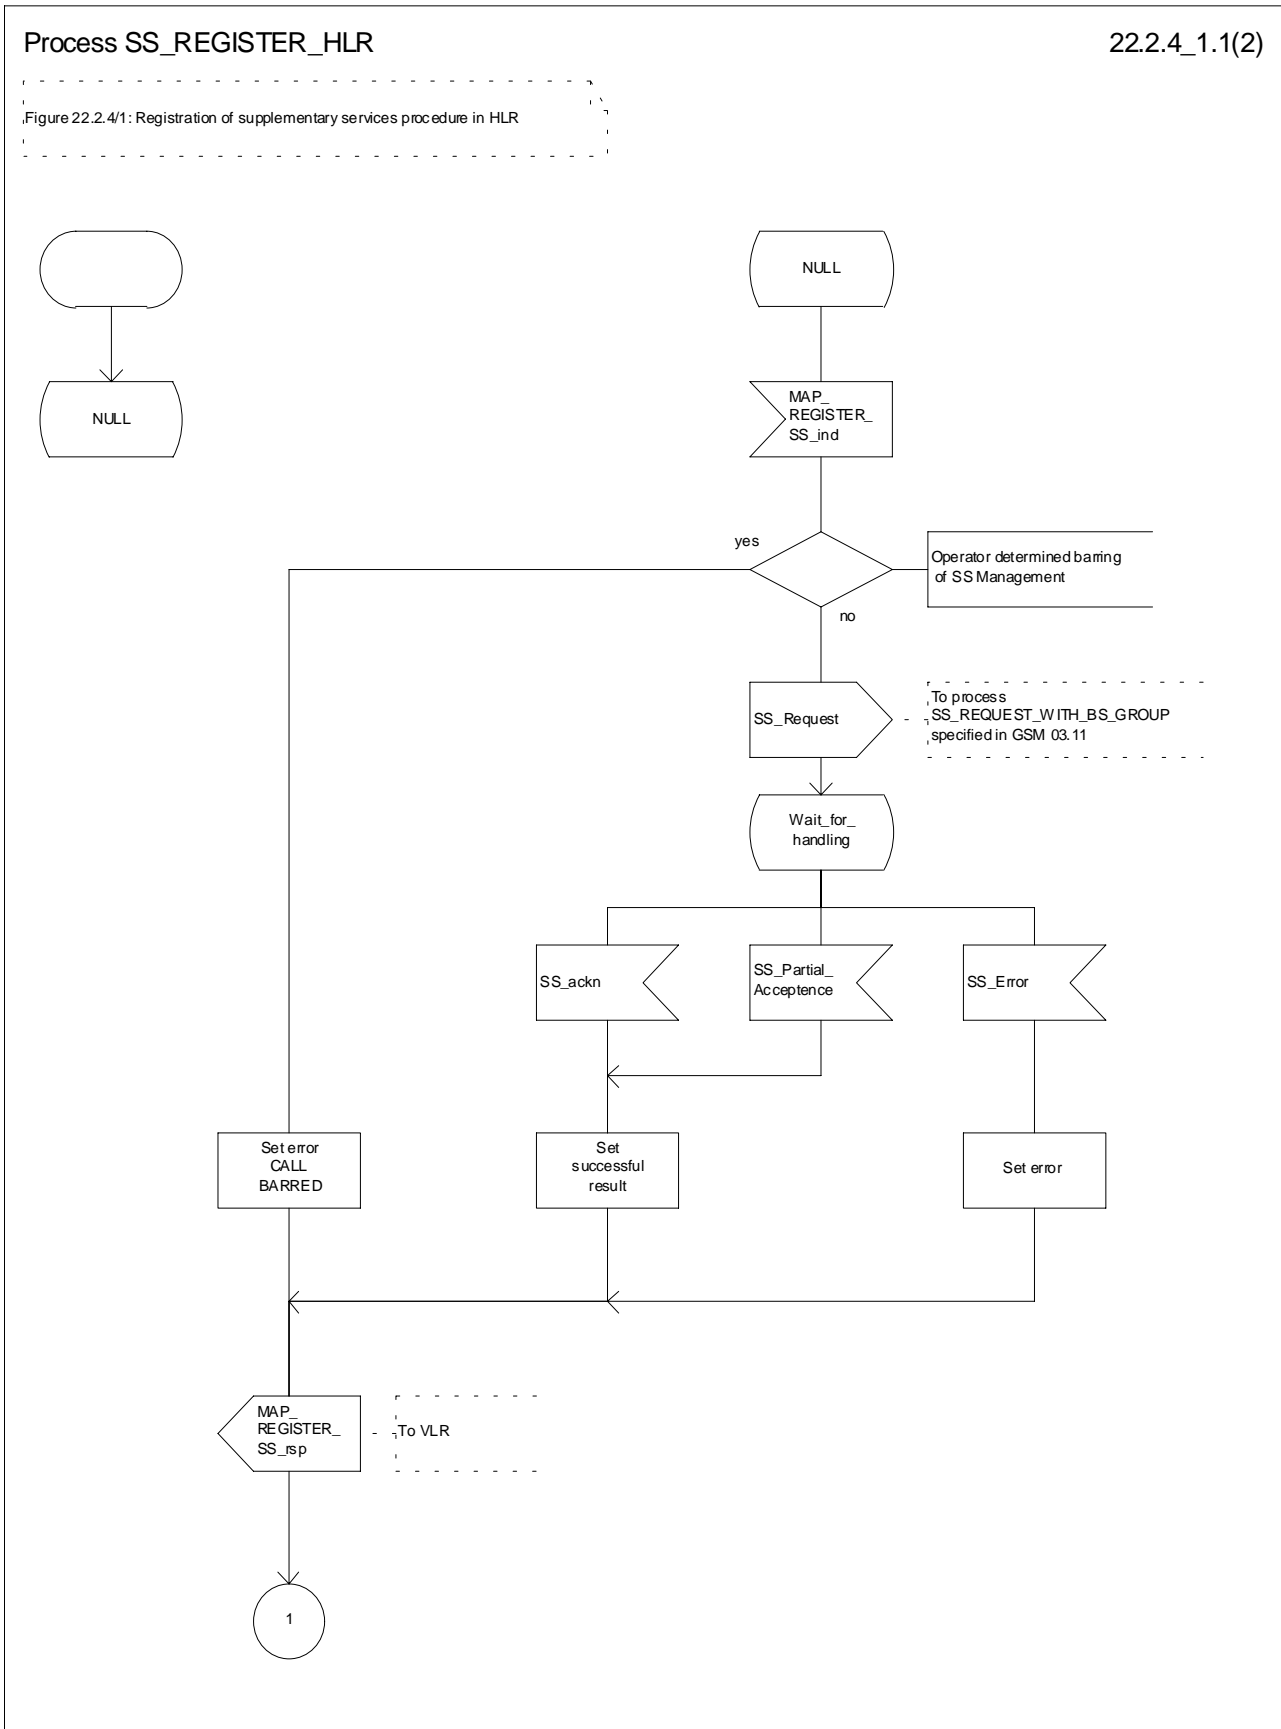 Process SS_REGISTER_HLR
22.2.4_1.1(2)
Figure 22.2.4/1: Registration of supplementary services procedure in HLR
NULL
NULL
MAP_
REGISTER_
SS_ind
yes
Operator determined barring
of SS Management
no
SS_Request
To process
SS_REQUEST_WITH_BS_GROUP
specified in GSM 03.11
Wait_for_
handling
SS_ackn
SS_Partial_
Acceptence
SS_Error
Set error
CALL
BARRED
Set
successful
result
Set error
MAP_
REGISTER_
SS_rsp
To VLR
1